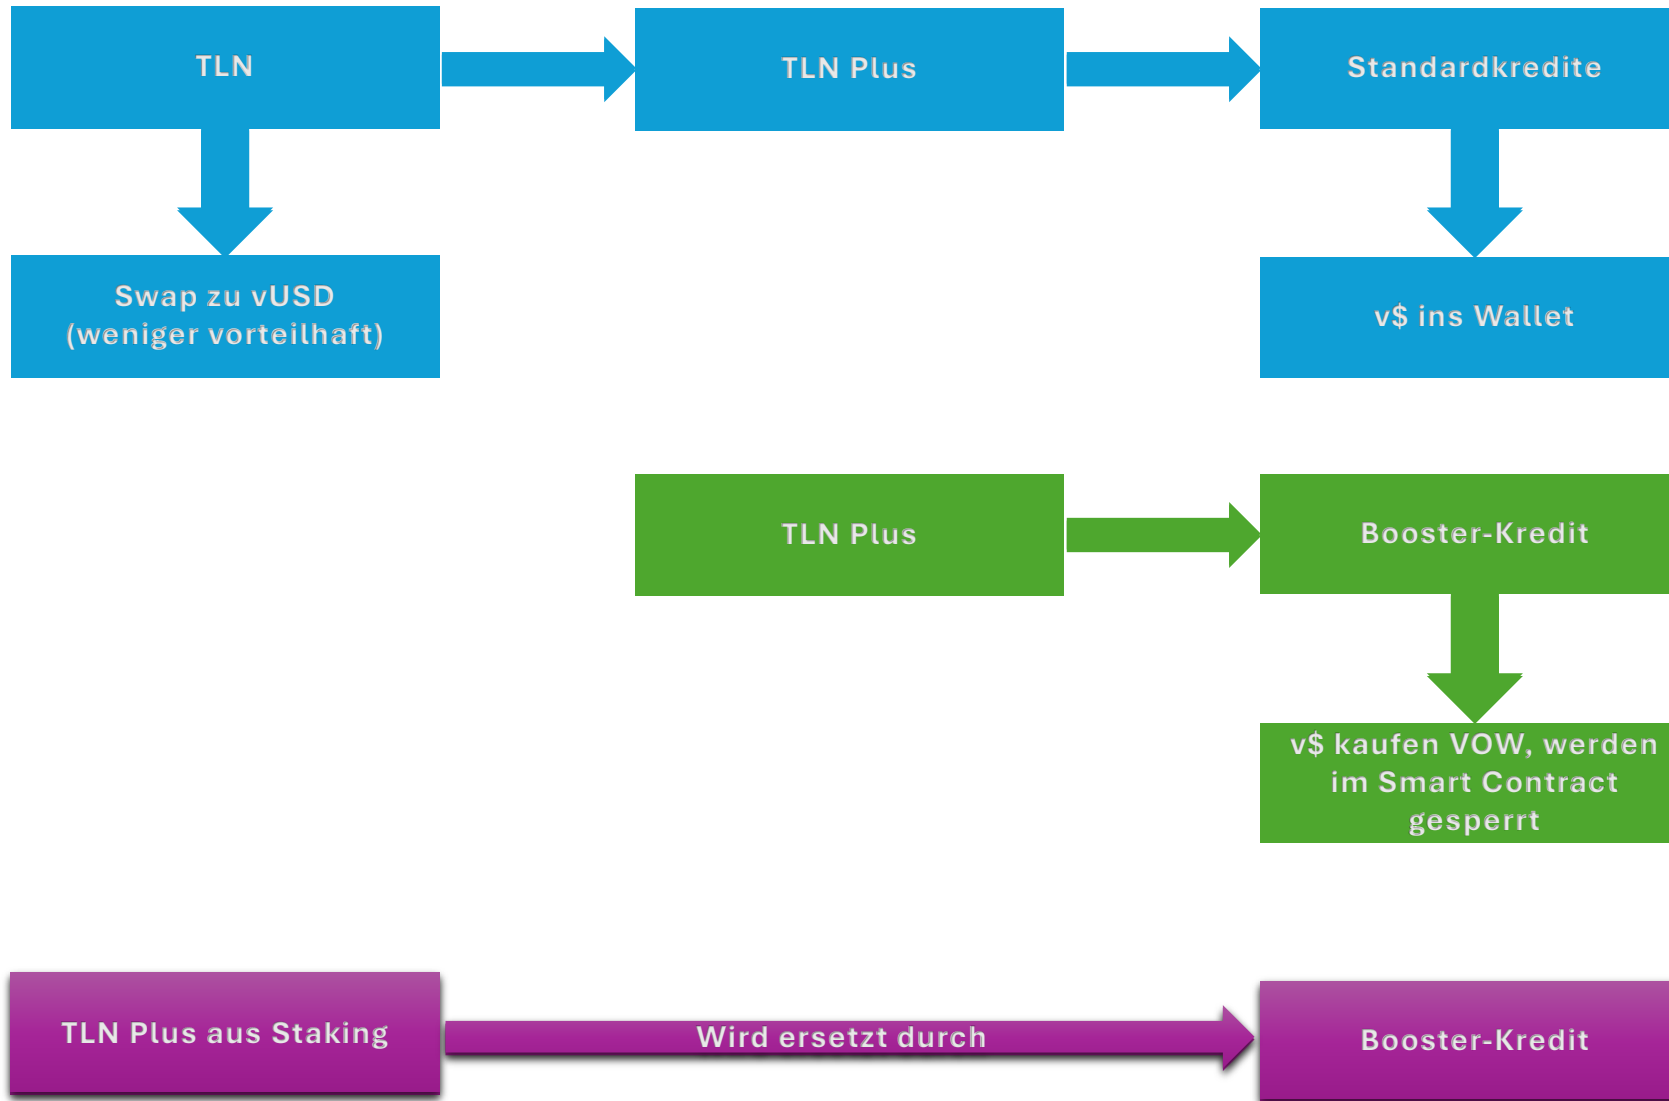 TLN
TLN Plus
Standardkredite
Swap zu vUSD
(weniger vorteilhaft)
v$ ins Wallet
TLN Plus
Booster-Kredit
v$ kaufen VOW, werden
im Smart Contract
gesperrt
TLN Plus aus Staking
Wird ersetzt durch
Booster-Kredit